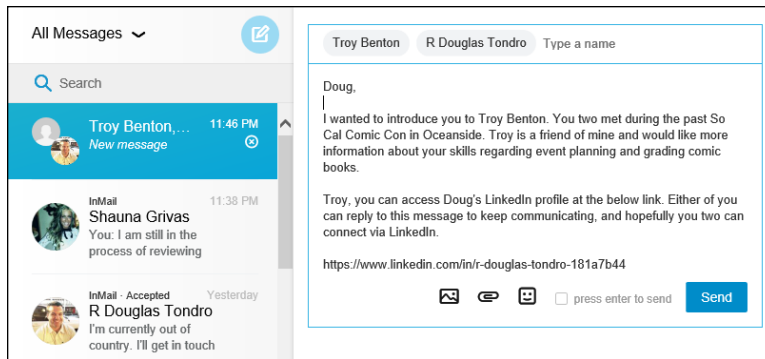 All Messages
Search
Troy Benton,...
11:46 PM
New message
InMail
11:38 PM
Shauna Grivas
You: I am still in the
process of reviewing
InMail · Accepted
Yesterday
R Douglas Tondro
I'm currently out of
country. I'll get in touch
Troy Benton
R Douglas Tondro
Type a name
Doug,
I wanted to introduce you to Troy Benton. You two met during the past So
Cal Comic Con in Oceanside. Troy is a friend of mine and would like more
information about your skills regarding event planning and grading comic
books.
Troy, you can access Doug's LinkedIn profile at the below link. Either of you
can reply to this message to keep communicating, and hopefully you two can
connect via LinkedIn.
https://www.linkedin.com/in/r-douglas-tondro-181a7b44
press enter to send
Send